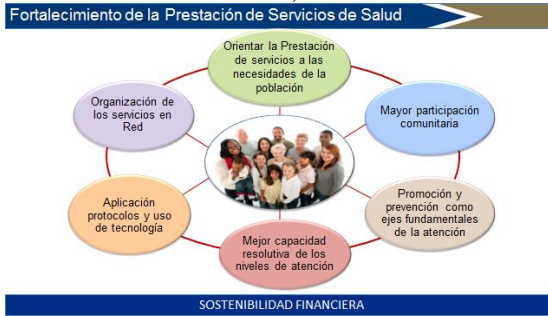 Fortalecimiento de la Prestación de Servicios de Salud
Orientar la Prestación
de servicios a las
necesidades de la
población
Organización de
los servicios en
Red
Mayor participación
comunitaria
Aplicación
protocolos y uso
de tecnología
Promoción y
prevención como
ejes fundamentales
de la atención
Mejor capacidad
resolutiva de los
niveles de atención
SOSTENIBILIDAD FINANCIERA